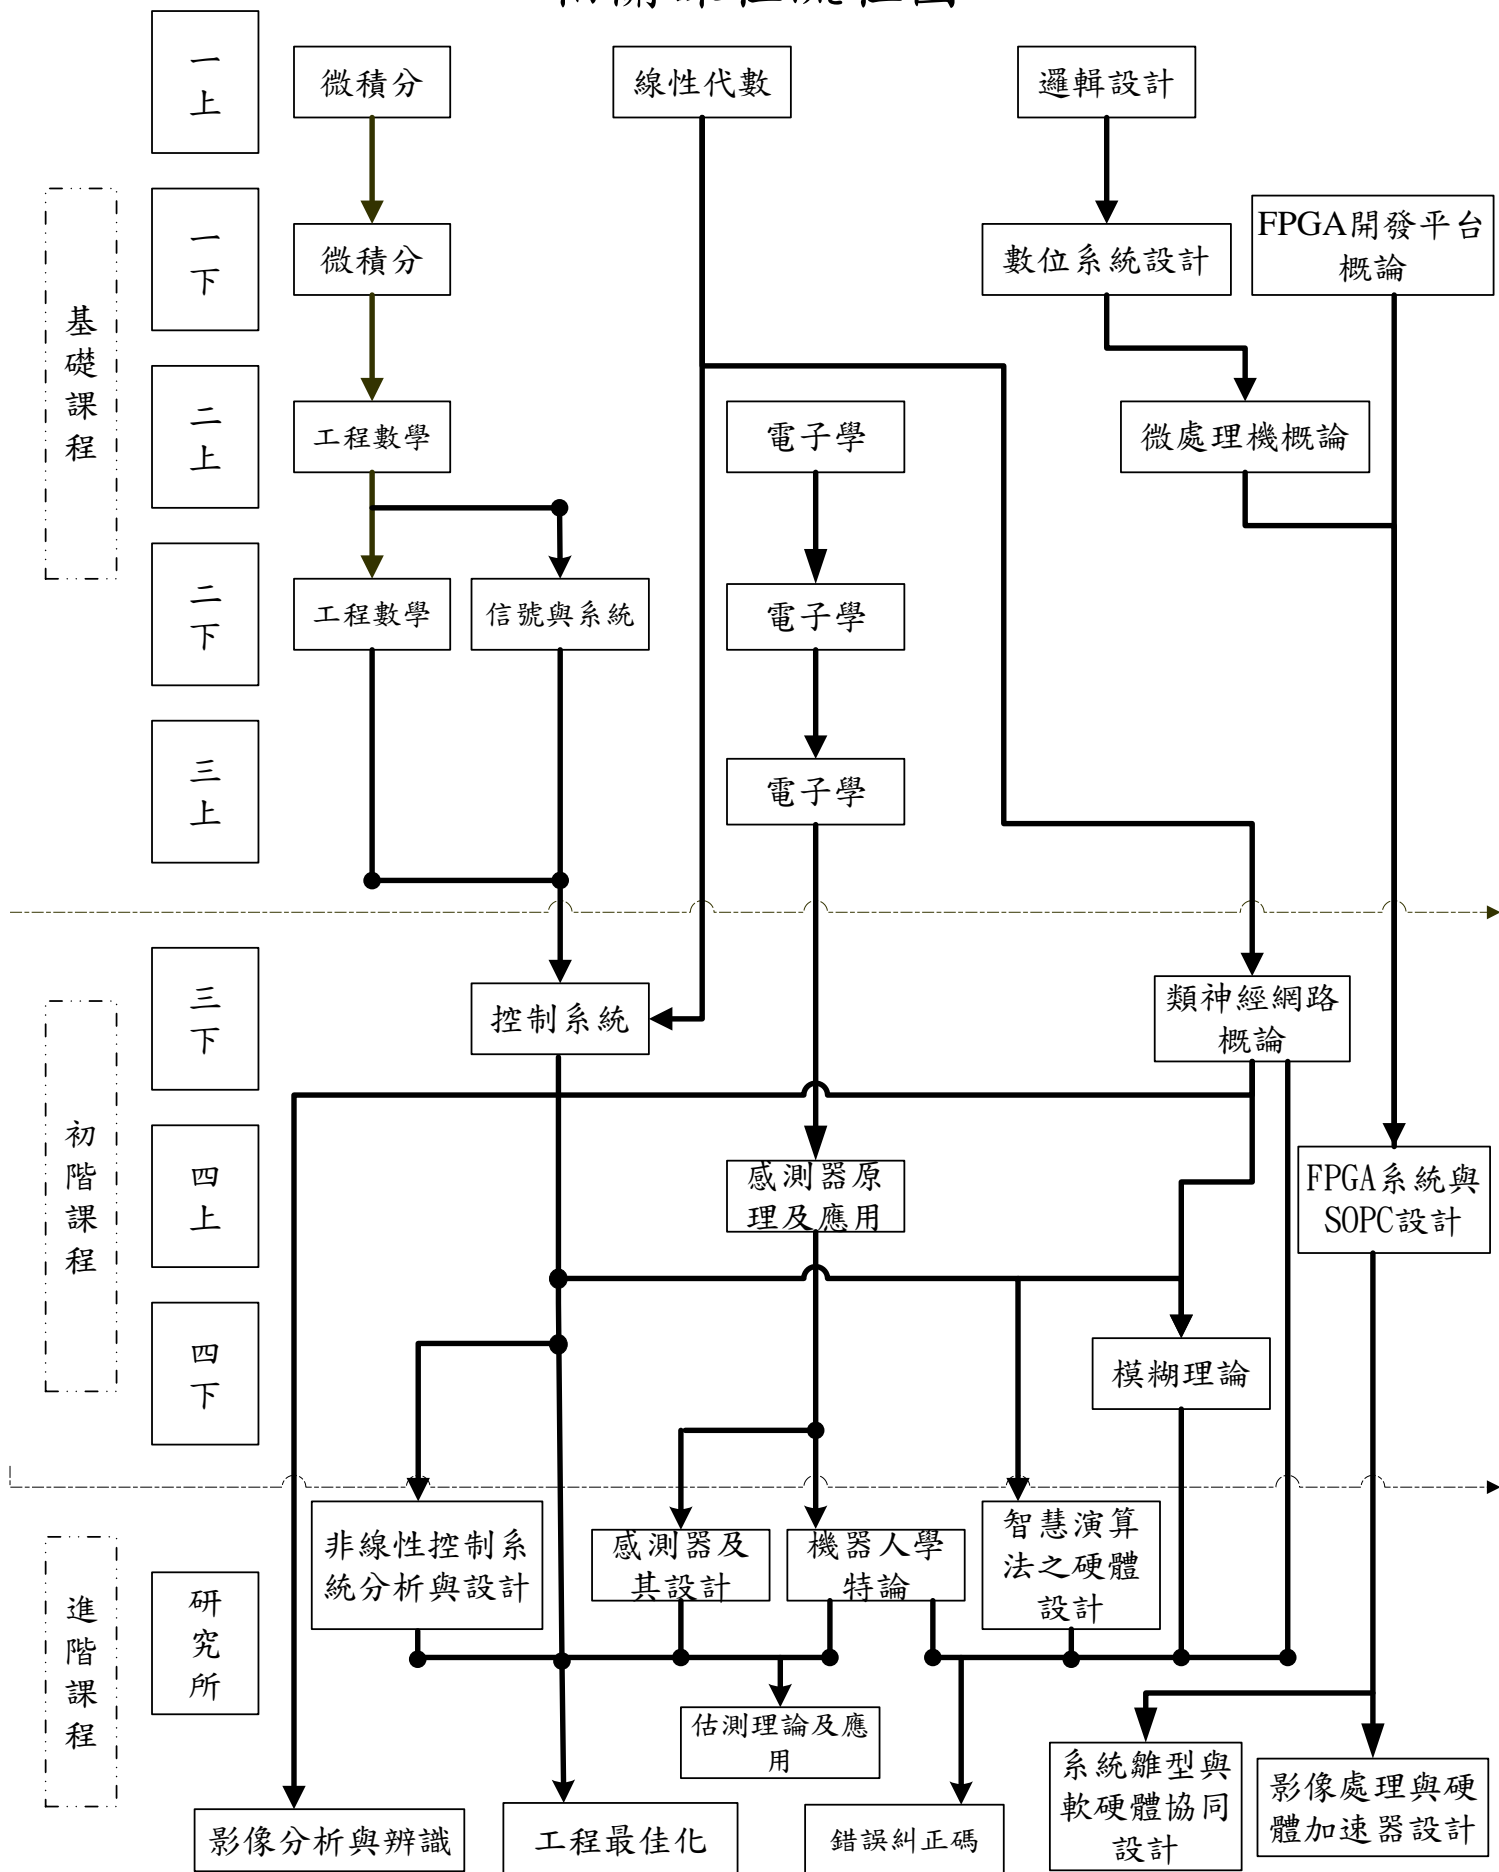 一
上
微積分
線性代數
邏輯設計
一
下
微積分
數位系統設計
FPGA開發平台
概論
基
礎
課
程
二
上
工程數學
電子學
微處理機概論
二
下
工程數學
信號與系統
電子學
三
上
電子學
三
下
控制系統
類神經網路
概論
初
階
課
程
四
上
感測器原
理及應用
FPGA系統與
SOPC設計
四
下
模糊理論
進
階
課
程
研
究
所
非線性控制系
統分析與設計
感測器及
其設計
機器人學
特論
智慧演算
法之硬體
設計
估測理論及應
用
系統雛型與
軟硬體協同
設計
影像處理與硬
體加速器設計
影像分析與辨識
工程最佳化
錯誤糾正碼